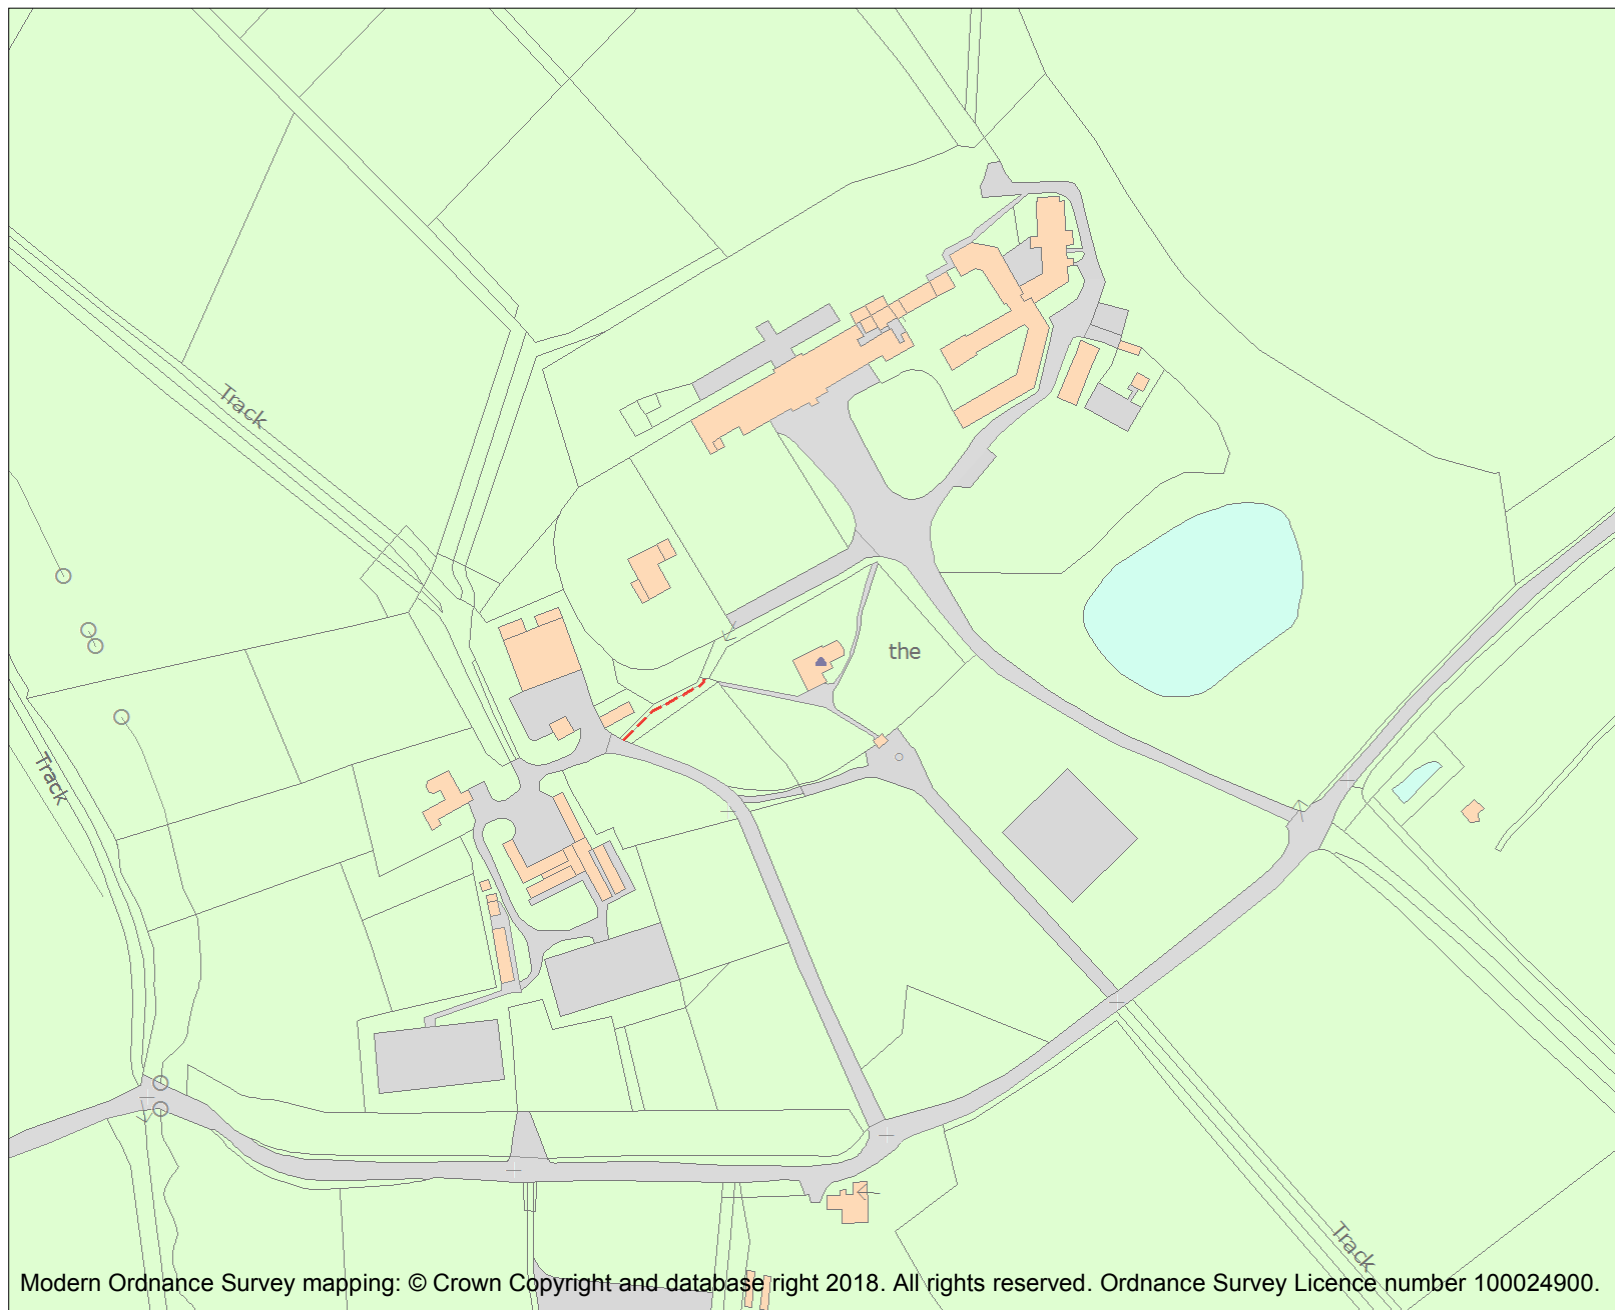 Track
the
Track
Track
Modern Ordnance Survey mapping: © Crown Copyright and database right 2018. All rights reserved. Ordnance Survey Licence number 100024900.